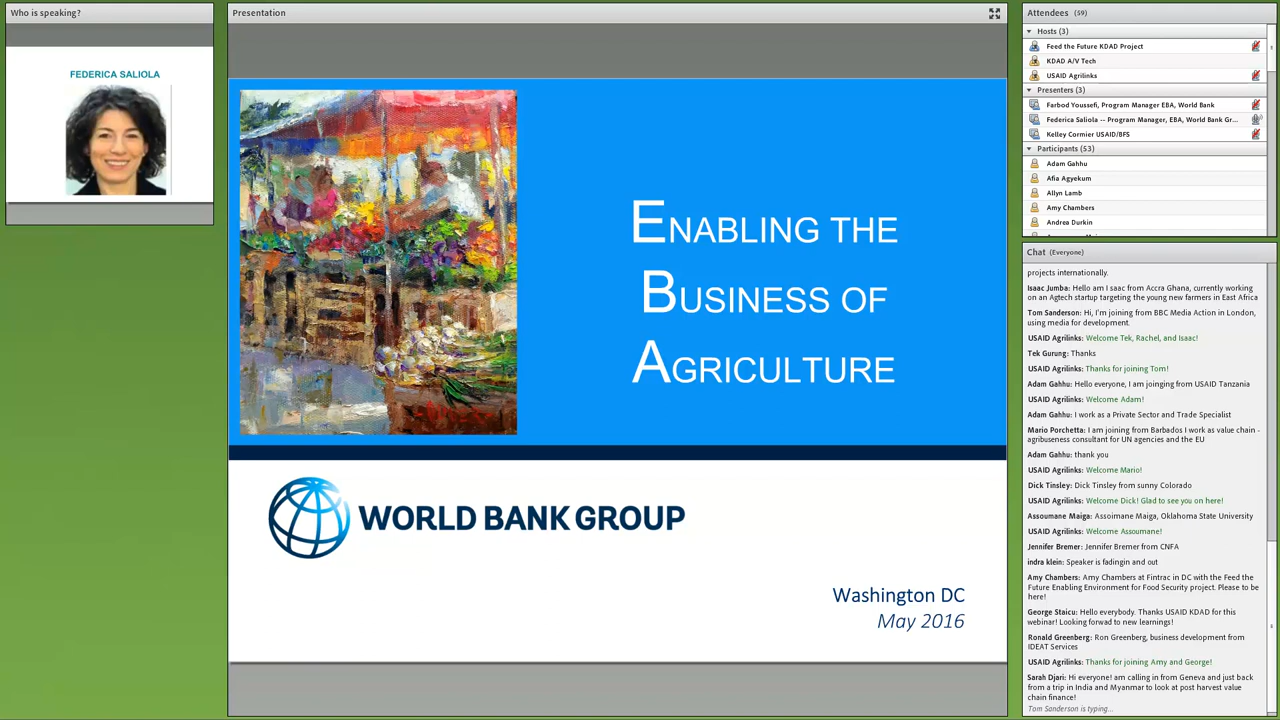 Who is speaking?
FEDERICA SALIOLA
Presentation
ENABLING THE
BUSINESS OF
AGRICULTURE
WORLD BANK GROUP
Washington DC
May 2016
Attendees (59)
Hosts (3)
Feed the Future KDAD Project
KDAD A/V Tech
USAID Agrilinks
Presenters (3)
Farbod Youssefi, Program Manager EBA, World Bank
Federica Saliola -- Program Manager, EBA, World Bank Gr...
Kelley Cormier USAID/BFS
Participants (53)
Adam Gahhu
Afia Agyekum
Allyn Lamb
Amy Chambers
Andrea Durkin
Chat (Everyone)
projects internationally.
Isaac Jumba: Hello am I saac from Accra Ghana, currently working
on an Agtech startup targeting the young new farmers in East Africa
Tom Sanderson: Hi, I'm joining from BBC Media Action in London,
using media for development.
USAID Agrilinks: Welcome Tek, Rachel, and Isaac!
Tek Gurung: Thanks
USAID Agrilinks: Thanks for joining Tom!
Adam Gahhu: Hello everyone, I am joinging from USAID Tanzania
USAID Agrilinks: Welcome Adam!
Adam Gahhu: I work as a Private Sector and Trade Specialist
Mario Porchetta: I am joining from Barbados I work as value chain -
agribuseness consultant for UN agencies and the EU
Adam Gahhu: thank you
USAID Agrilinks: Welcome Mario!
Dick Tinsley: Dick Tinsley from sunny Colorado
USAID Agrilinks: Welcome Dick! Glad to see you on here!
Assoumane Maiga: Assoimane Maiga, Oklahoma State University
USAID Agrilinks: Welcome Assoumane!
Jennifer Bremer: Jennifer Bremer from CNFA
indra klein: Speaker is fadingin and out
Amy Chambers: Amy Chambers at Fintrac in DC with the Feed the
Future Enabling Environment for Food Security project. Please to be
here!
George Staicu: Hello everybody. Thanks USAID KDAD for this
webinar! Looking forwad to new learnings!
Ronald Greenberg: Ron Greenberg, business development from
IDEAT Services
USAID Agrilinks: Thanks for joining Amy and George!
Sarah Djari: Hi everyone! am calling in from Geneva and just back
from a trip in India and Myanmar to look at post harvest value
chain finance!
Tom Sanderson is typing...